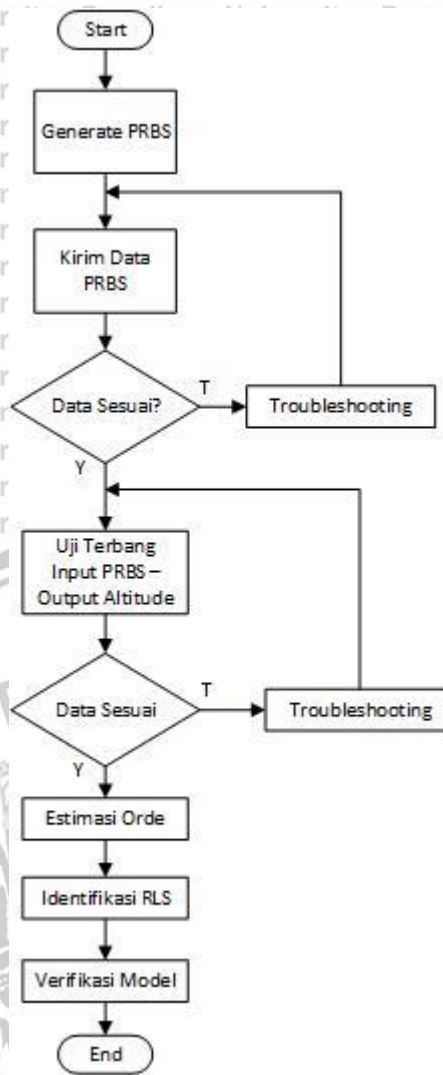 Start
Generate PRBS
Kirim Data
PRBS
Data Sesuai?
T
Troubleshooting
Y
Uji Terbang
Input PRBS –
Output Altitude
Data Sesuai
T
Troubleshooting
Y
Estimasi Orde
Identifikasi RLS
Verifikasi Model
End